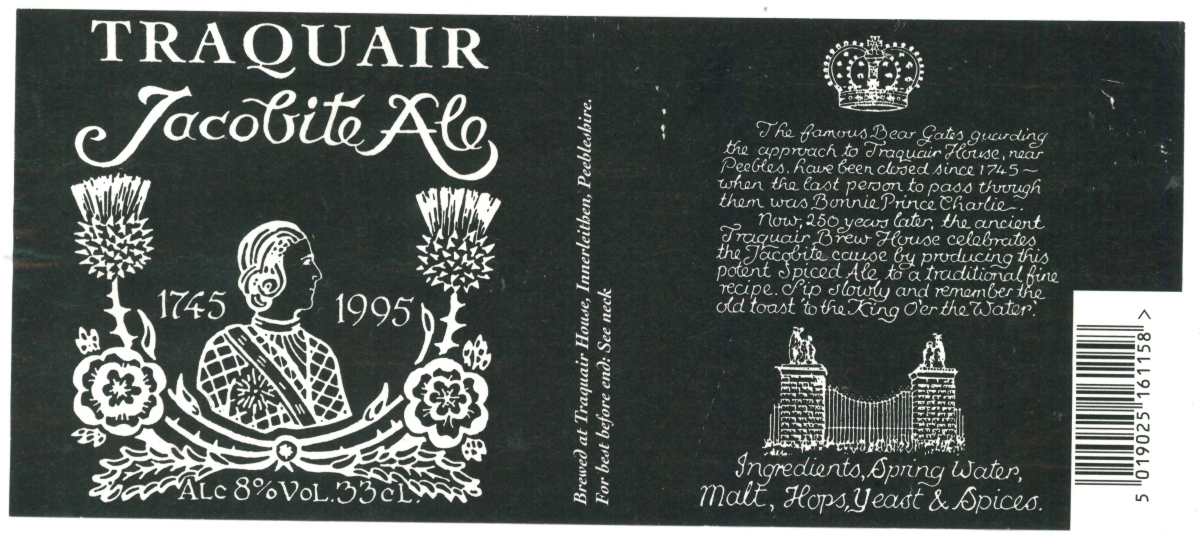 TRAQUAIR
Jacobite Ale
1745 1995
ALC 8% VOL. 33CL.
Brewed at Traquair House, Innerleithen, Peeblesshire.
For best before end: See neck
The famous Bear Gates guarding
the approach to Traquair House, near
Peebles, have been closed since 1745 ~
when the last person to pass through
them was Bonnie Prince Charlie.
Now, 250 years later, the ancient
Traquair Brew House celebrates
the Jacobite cause by producing this
potent Spiced Ale to a traditional fine
recipe. Sip slowly and remember the
old toast 'to the King O'er the Water.'
Ingredients, Spring Water,
Malt, Hops, Yeast & Spices.
5 019025 161158 >